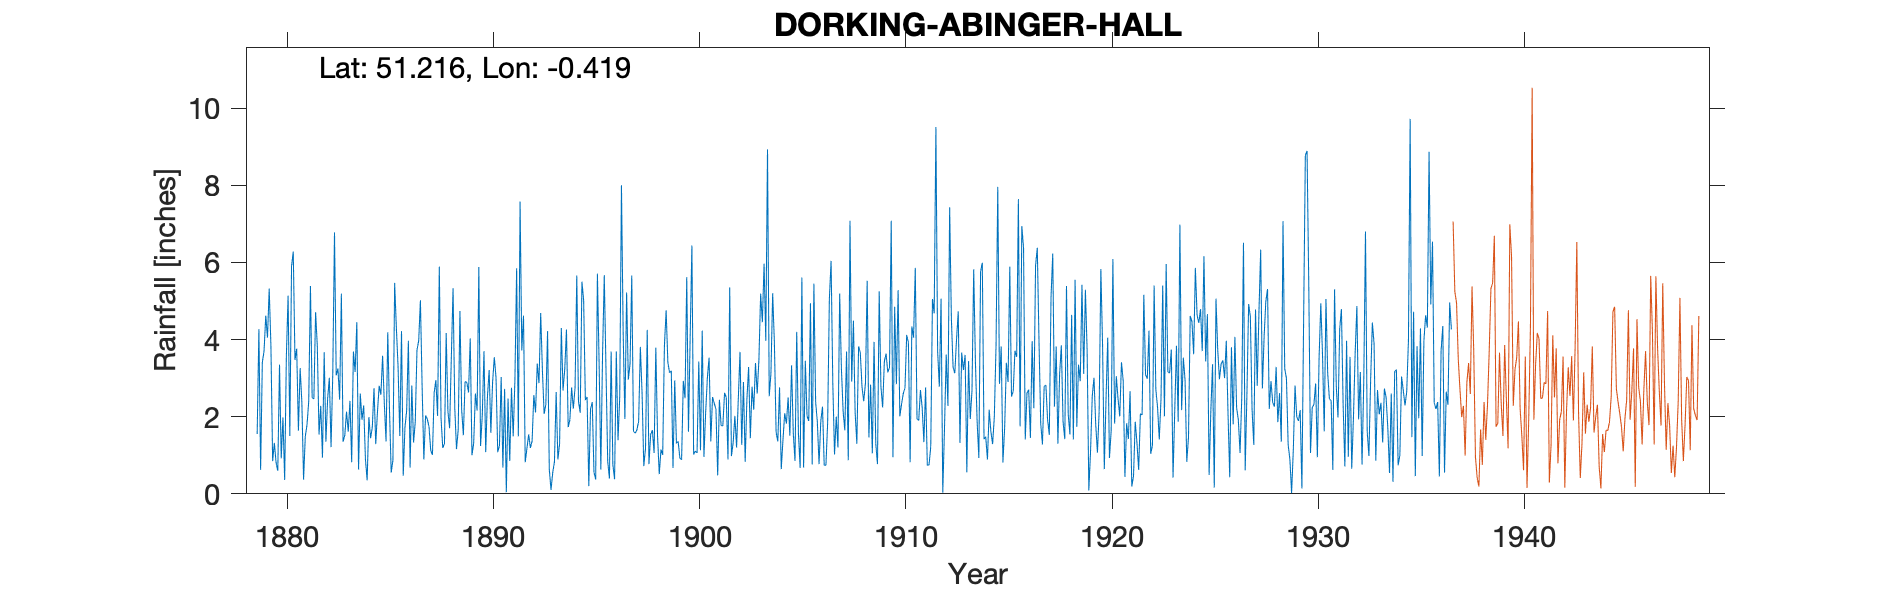 DORKING-ABINGER-HALL
Lat: 51.216, Lon: -0.419
Rainfall [inches]
10
8
6
4
2
0
1880 1890 1900 1910 1920 1930 1940
Year